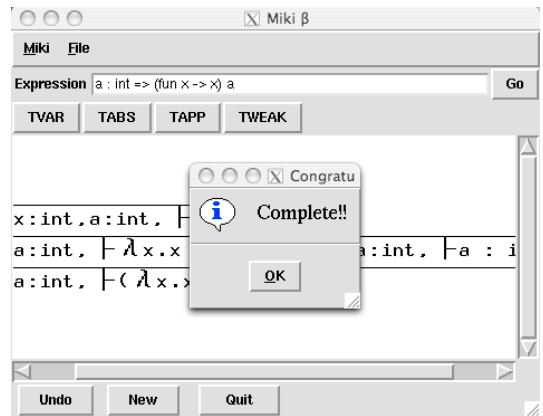 Miki β
Miki File
Expression a : int => (fun x -> x) a Go
TVAR TABS TAPP TWEAK
Congratu
Complete!!
x:int,a:int, ├
a:int, ├ λx.x :int, ├a : i
a:int, ├(λx.x
OK
Undo New Quit